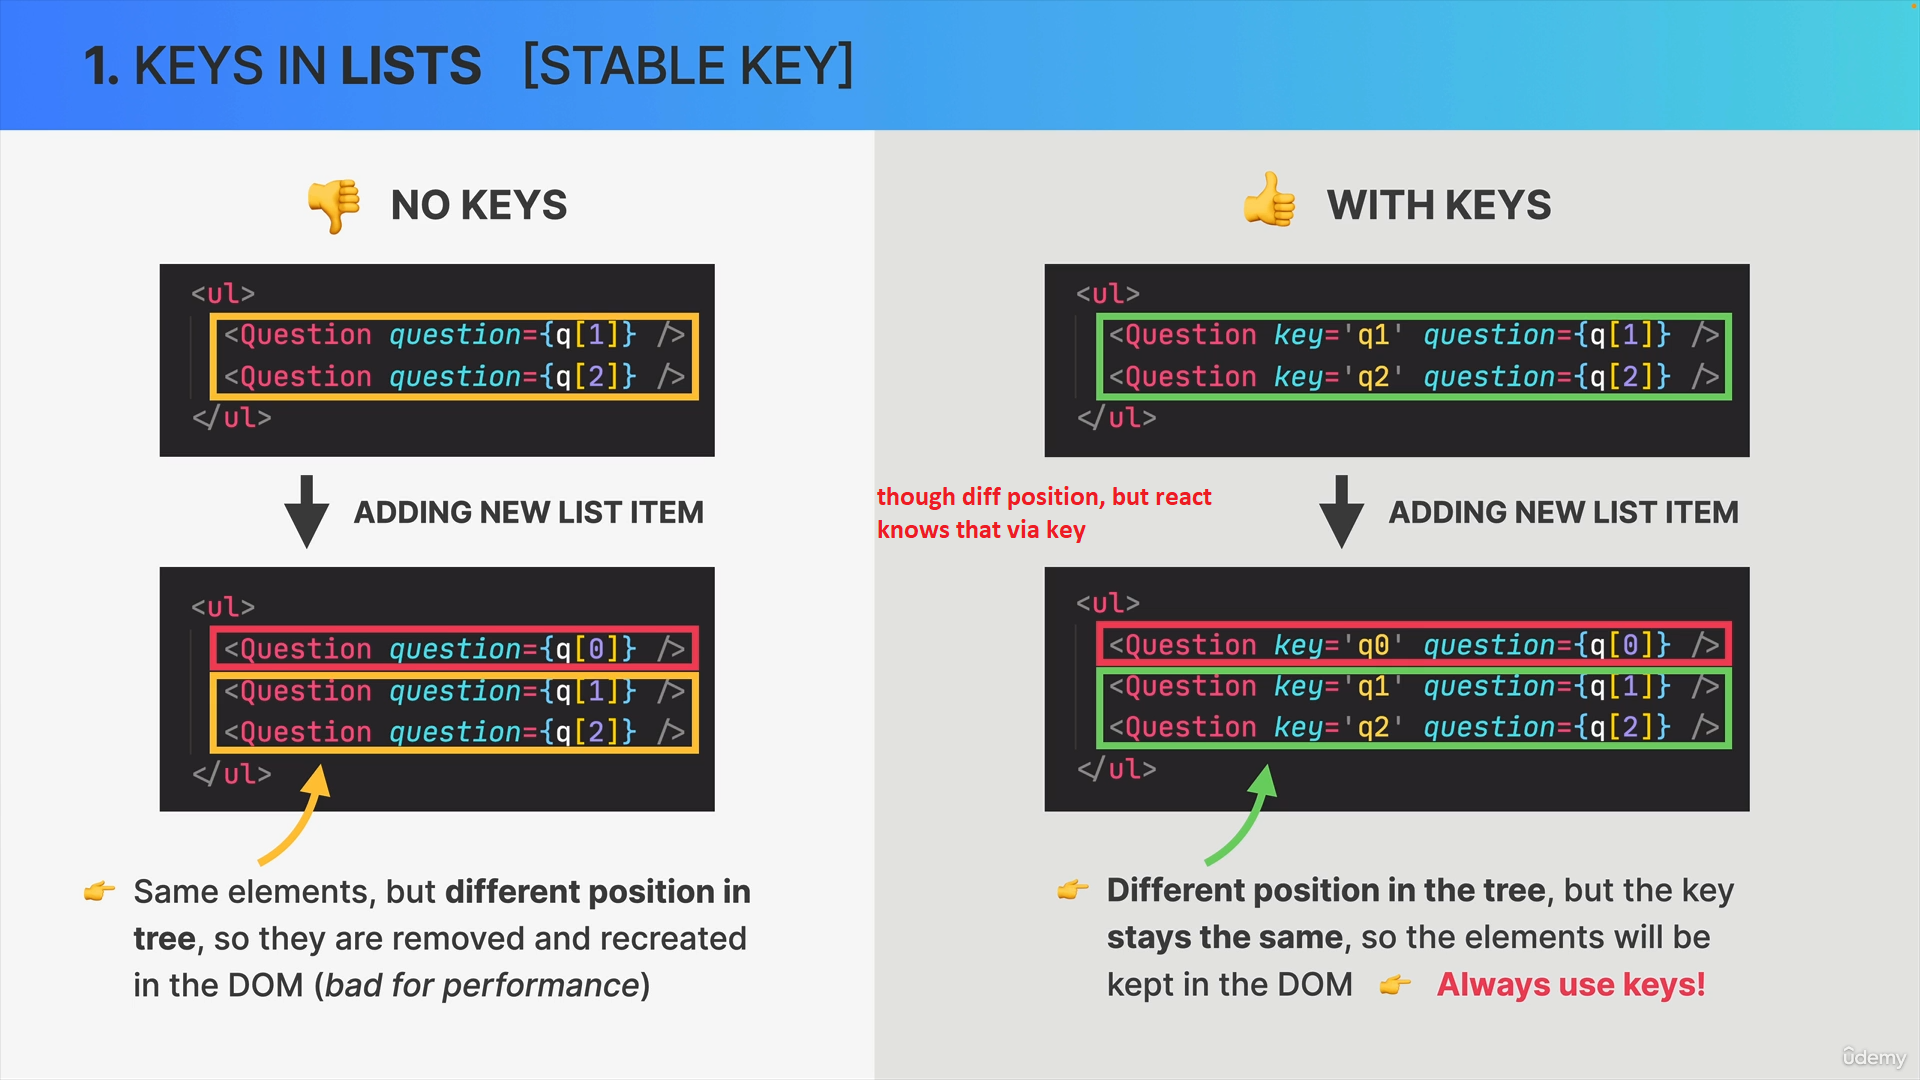 1. KEYS IN LISTS [STABLE KEY]
👎 NO KEYS
<ul>
<Question question={q[1]} />
<Question question={q[2]} />
</ul>
ADDING NEW LIST ITEM
<ul>
<Question question={q[0]} />
<Question question={q[1]} />
<Question question={q[2]} />
</ul>
👉 Same elements, but different position in
tree, so they are removed and recreated
in the DOM (bad for performance)
👍 WITH KEYS
<ul>
<Question key='q1' question={q[1]} />
<Question key='q2' question={q[2]} />
</ul>
though diff position, but react
knows that via key
ADDING NEW LIST ITEM
<ul>
<Question key='q0' question={q[0]} />
<Question key='q1' question={q[1]} />
<Question key='q2' question={q[2]} />
</ul>
👉 Different position in the tree, but the key
stays the same, so the elements will be
kept in the DOM 👉 Always use keys!
ûdemy